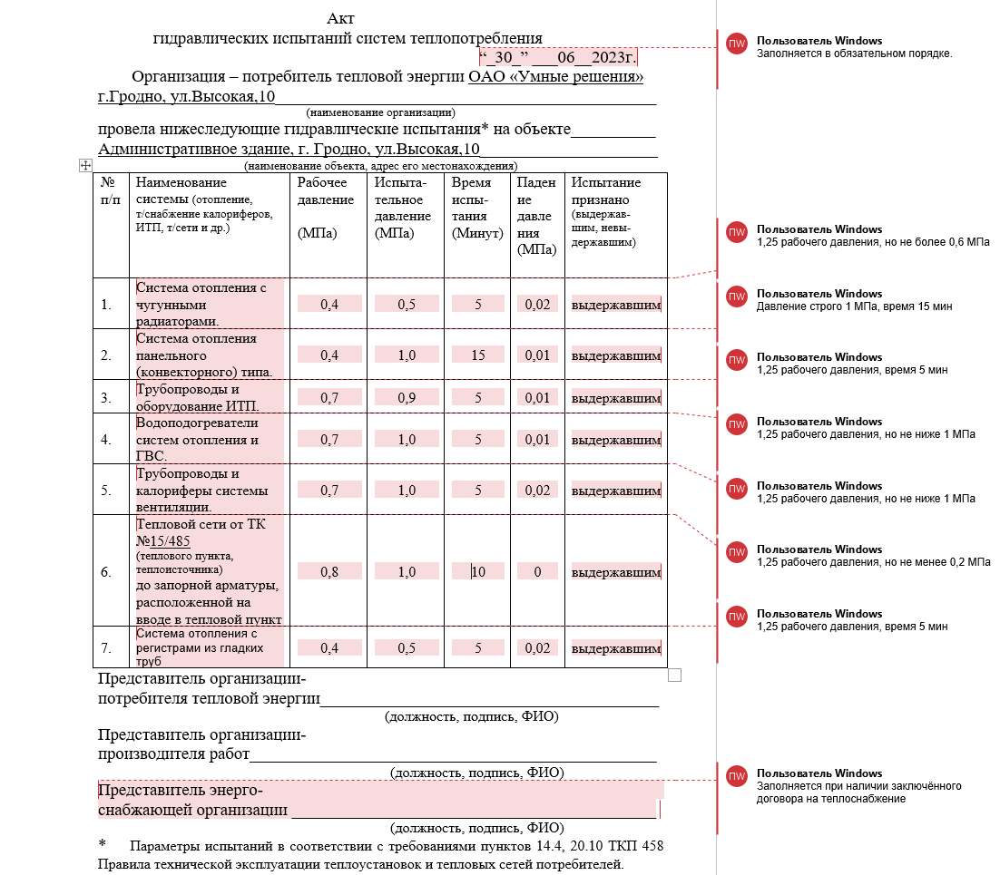 Акт
гидравлических испытаний систем теплопотребления
“_30_” ___06__2023г.
Организация – потребитель тепловой энергии ОАО «Умные решения»
г.Гродно, ул.Высокая,10
(наименование организации)
провела нижеследующие гидравлические испытания* на объекте
Административное здание, г. Гродно, ул.Высокая,10
(наименование объекта, адрес его местонахождения)
№
п/п
Наименование
системы (отопление,
т/снабжение калориферов,
ИТП, т/сети и др.)
Рабочее
давление
(МПа)
Испыта-
тельное
давление
(МПа)
Время
испы-
тания
(Минут)
Паден
ие
давле
ния
(МПа)
Испытание
признано
(выдержав-
шим, невы-
державшим)
1.
Система отопления с
чугунными
радиаторами.
0,4
0,5
5
0,02
выдержавшим
2.
Система отопления
панельного
(конвекторного) типа.
0,4
1,0
15
0,01
выдержавшим
3.
Трубопроводы и
оборудование ИТП.
0,7
0,9
5
0,01
выдержавшим
4.
Водоподогреватели
систем отопления и
ГВС.
0,7
1,0
5
0,01
выдержавшим
5.
Трубопроводы и
калориферы системы
вентиляции.
0,7
1,0
5
0,02
выдержавшим
6.
Тепловой сети от ТК
№15/485
(теплового пункта,
теплоисточника)
до запорной арматуры,
расположенной на
вводе в тепловой пункт
0,8
1,0
10
0
выдержавшим
7.
Система отопления с
регистрами из гладких
труб
0,4
0,5
5
0,02
выдержавшим
Представитель организации-
потребителя тепловой энергии
(должность, подпись, ФИО)
Представитель организации-
производителя работ
(должность, подпись, ФИО)
Представитель энерго-
снабжающей организации
(должность, подпись, ФИО)
* Параметры испытаний в соответствии с требованиями пунктов 14.4, 20.10 ТКП 458
Правила технической эксплуатации теплоустановок и тепловых сетей потребителей.
ПW
Пользователь Windows
Заполняется в обязательном порядке.
ПW
Пользователь Windows
1,25 рабочего давления, но не более 0,6 МПа
ПW
Пользователь Windows
Давление строго 1 МПа, время 15 мин
ПW
Пользователь Windows
1,25 рабочего давления, время 5 мин
ПW
Пользователь Windows
1,25 рабочего давления, но не ниже 1 МПа
ПW
Пользователь Windows
1,25 рабочего давления, но не ниже 1 МПа
ПW
Пользователь Windows
1,25 рабочего давления, но не менее 0,2 МПа
ПW
Пользователь Windows
1,25 рабочего давления, время 5 мин
ПW
Пользователь Windows
Заполняется при наличии заключённого
договора на теплоснабжение